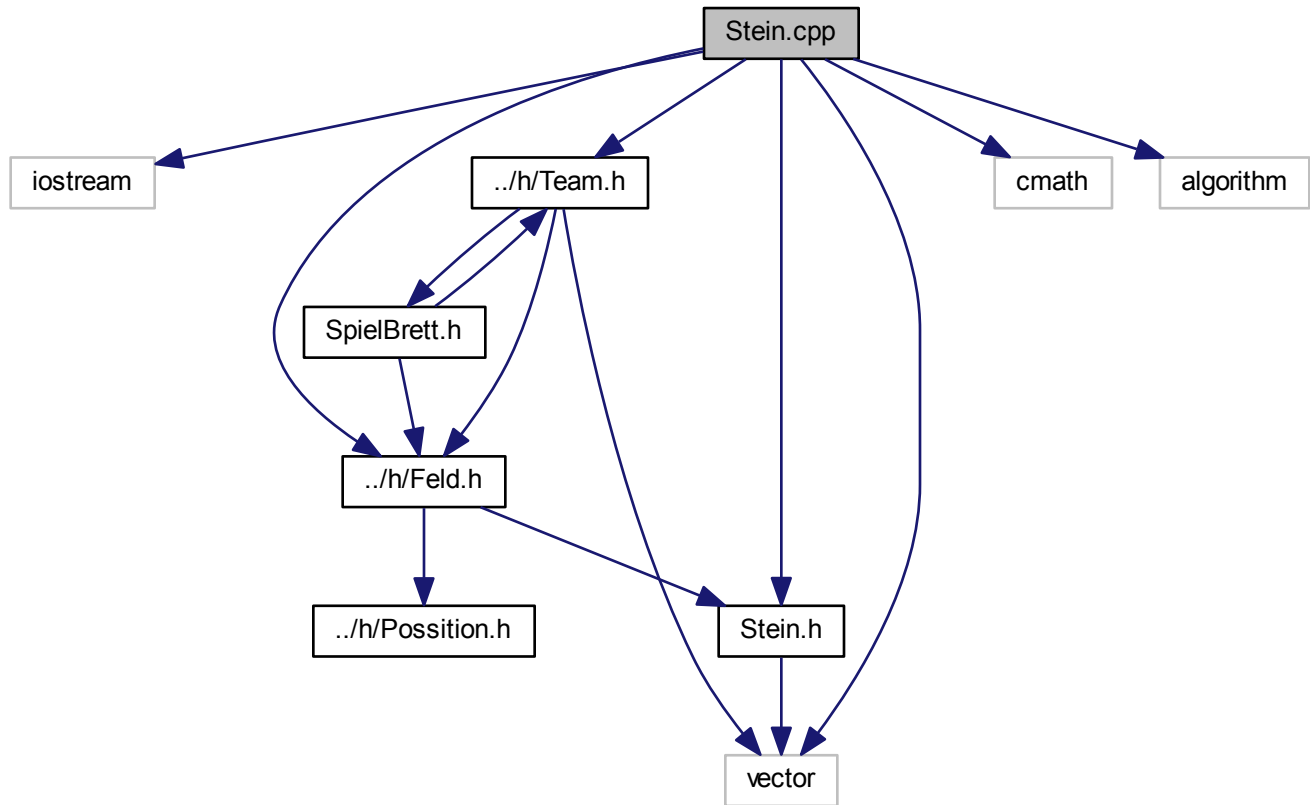 Stein.cpp
iostream
../h/Team.h
cmath
algorithm
SpielBrett.h
../h/Feld.h
../h/Possition.h
Stein.h
vector